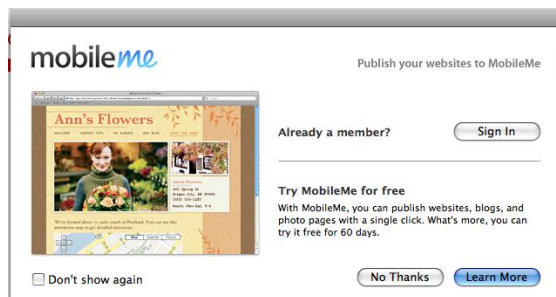 mobileme
Publish your websites to MobileMe
Ann's Flowers
Already a member?
Sign In
Try MobileMe for free
With MobileMe, you can publish websites, blogs, and
photo pages with a single click. What's more, you can
try it free for 60 days.
Don't show again
No Thanks
Learn More